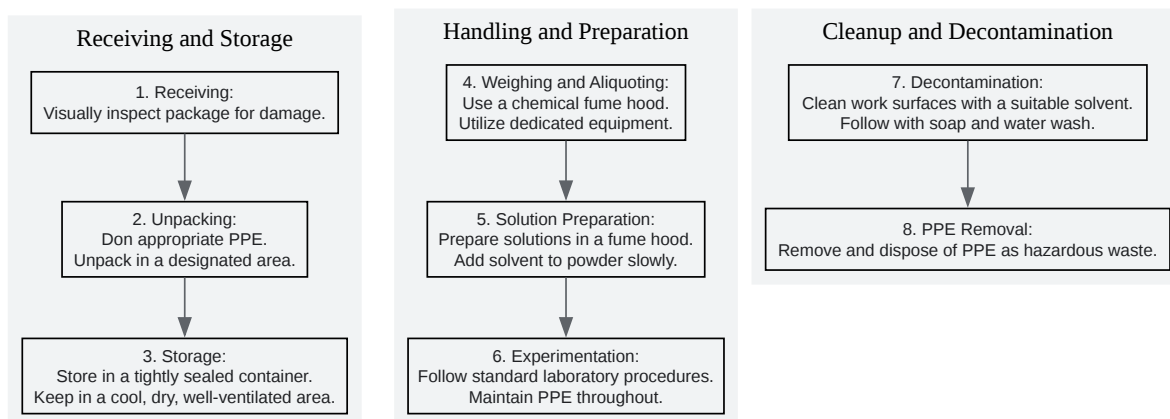 Receiving and Storage
1. Receiving:
Visually inspect package for damage.
2. Unpacking:
Don appropriate PPE.
Unpack in a designated area.
3. Storage:
Store in a tightly sealed container.
Keep in a cool, dry, well-ventilated area.
Handling and Preparation
4. Weighing and Aliquoting:
Use a chemical fume hood.
Utilize dedicated equipment.
5. Solution Preparation:
Prepare solutions in a fume hood.
Add solvent to powder slowly.
6. Experimentation:
Follow standard laboratory procedures.
Maintain PPE throughout.
Cleanup and Decontamination
7. Decontamination:
Clean work surfaces with a suitable solvent.
Follow with soap and water wash.
8. PPE Removal:
Remove and dispose of PPE as hazardous waste.